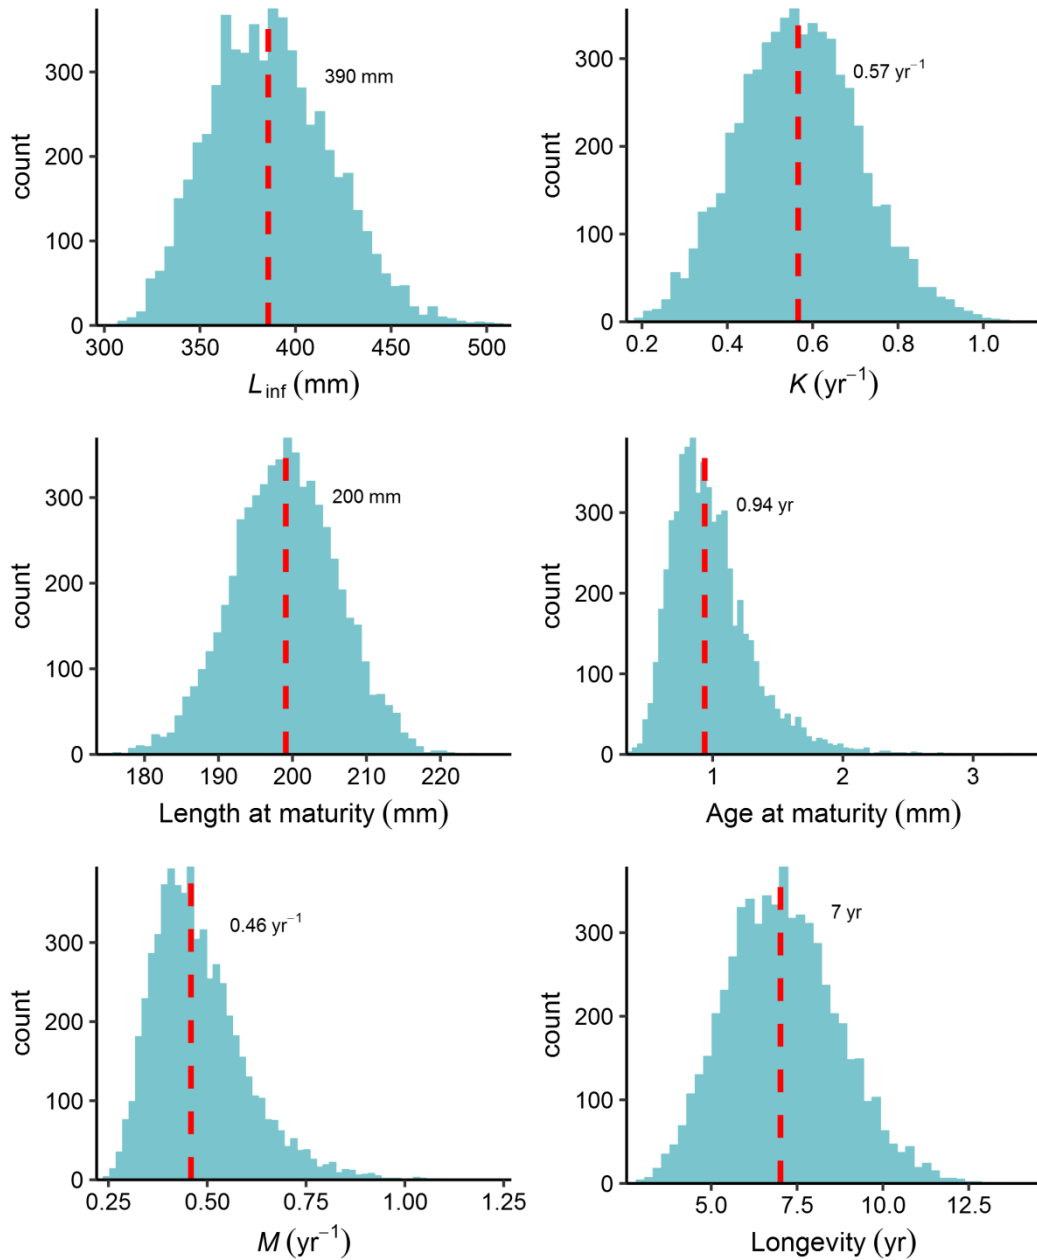 300
200
100
0
count
390 mm
300 350 400 450 500
L inf (mm)
300
200
100
0
count
0.57 yr⁻¹
0.2 0.4 0.6 0.8 1.0
K (yr⁻¹)
300
200
100
0
count
200 mm
180 190 200 210 220
Length at maturity (mm)
300
200
100
0
count
0.94 yr
1 2 3
Age at maturity (mm)
300
200
100
0
count
0.46 yr⁻¹
0.25 0.50 0.75 1.00 1.25
M (yr⁻¹)
300
200
100
0
count
7 yr
5.0 7.5 10.0 12.5
Longevity (yr)